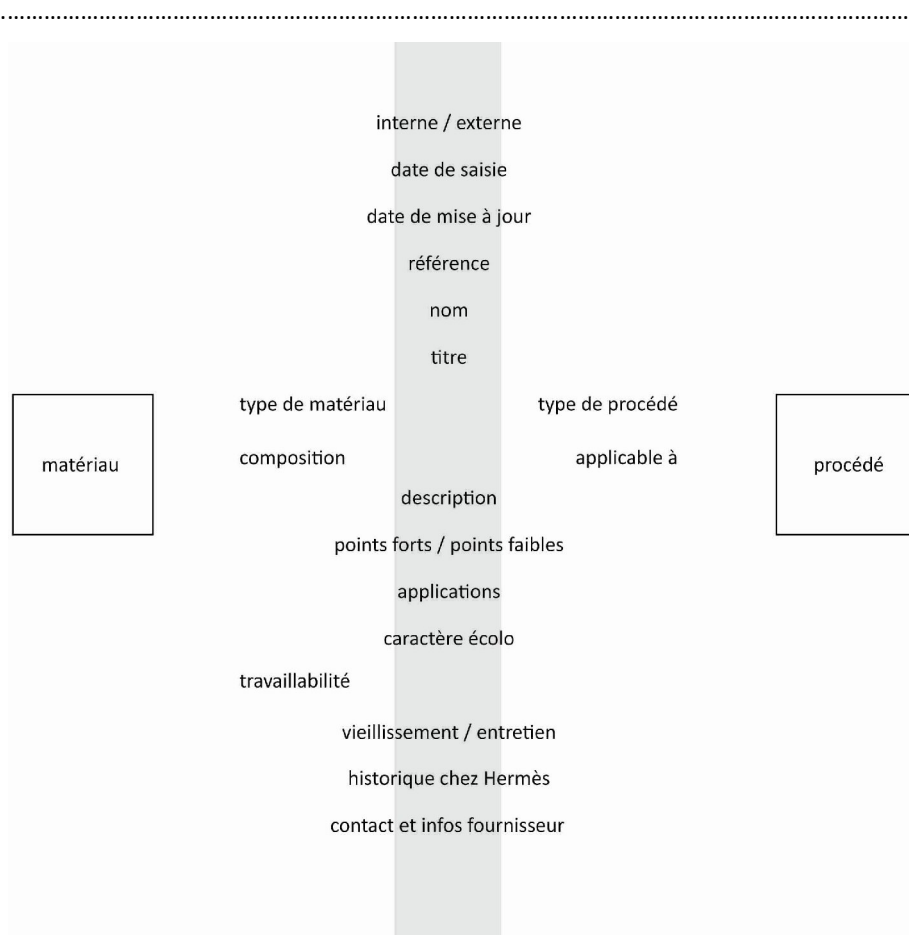 interne / externe
date de saisie
date de mise à jour
référence
nom
titre
type de matériau type de procédé
matériau composition applicable à procédé
description
points forts / points faibles
applications
caractère écolo
travaillabilité
vieillissement / entretien
historique chez Hermès
contact et infos fournisseur